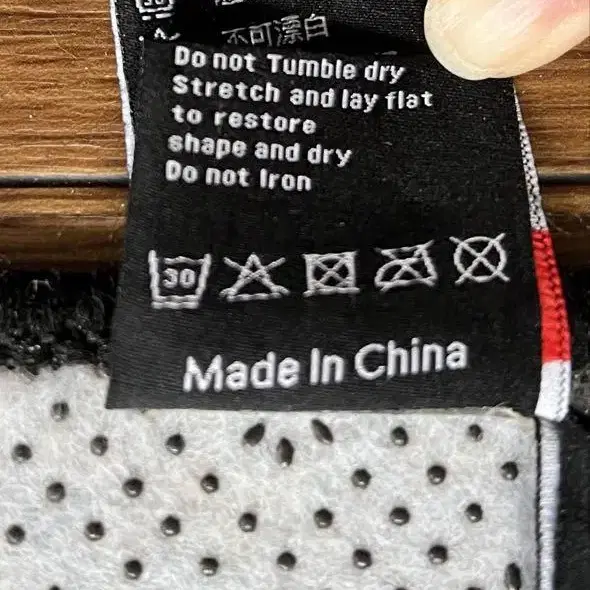 不可漂白
Do not Tumble dry
Stretch and lay flat
to restore
shape and dry
Do not Iron
30
Made In China